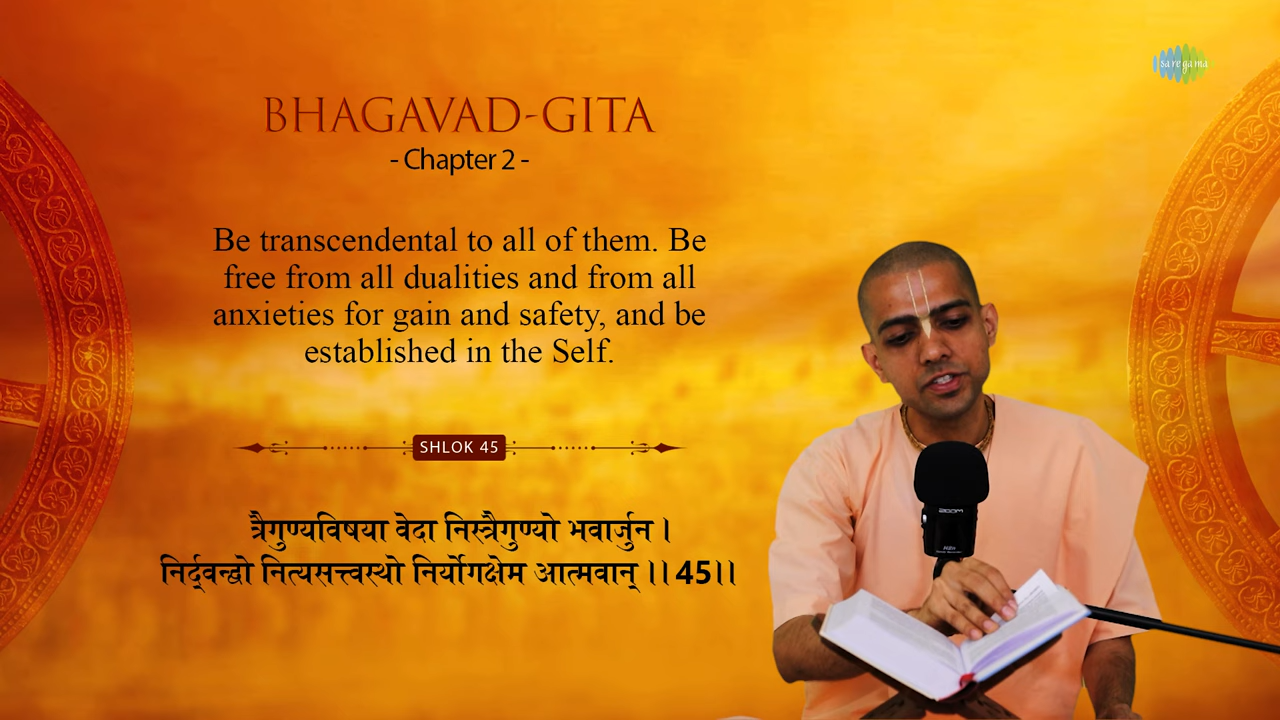 saregama
BHAGAVAD-GITA
- Chapter 2 -
Be transcendental to all of them. Be
free from all dualities and from all
anxieties for gain and safety, and be
established in the Self.
SHLOK 45
त्रैगुण्यविषया वेदा निस्त्रैगुण्यो भवार्जुन ।
निर्द्वन्द्वो नित्यसत्त्वस्थो निर्योगक्षेम आत्मवान् ।। 45।।
zoom